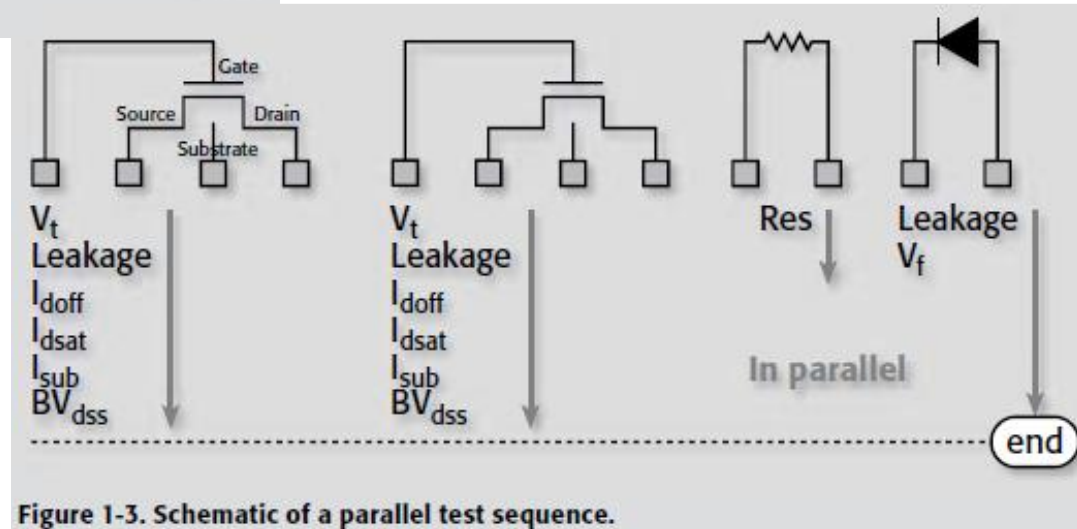 Gate
Source
Drain
Substrate
Vt
Leakage
Idoff
Idsat
Isub
BVdss
Vt
Leakage
Idoff
Idsat
Isub
BVdss
Res
Leakage
Vf
In parallel
end
Figure 1-3. Schematic of a parallel test sequence.